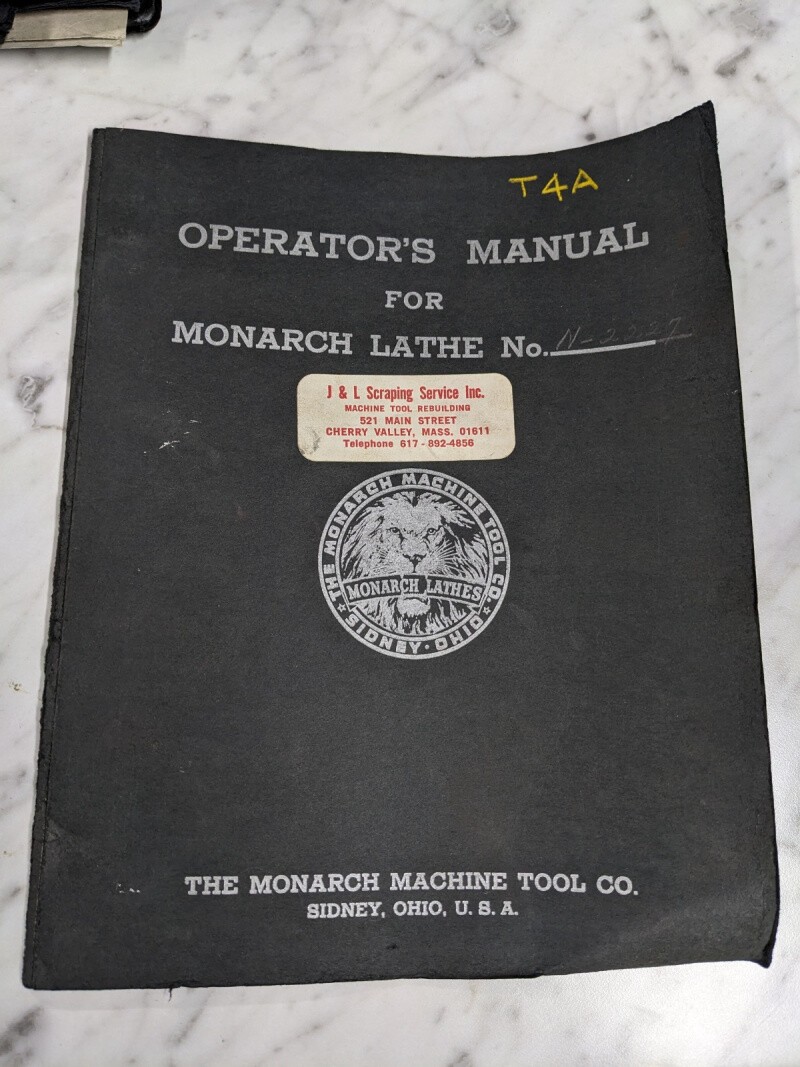 T4A
OPERATOR'S MANUAL
FOR
MONARCH LATHE No. N-2227
J & L Scraping Service Inc.
MACHINE TOOL REBUILDING
521 MAIN STREET
CHERRY VALLEY, MASS. 01611
Telephone 617-892-4856
THE MONARCH MACHINE TOOL CO.
MONARCH LATHES
SIDNEY·OHIO
THE MONARCH MACHINE TOOL CO.
SIDNEY, OHIO, U. S. A.